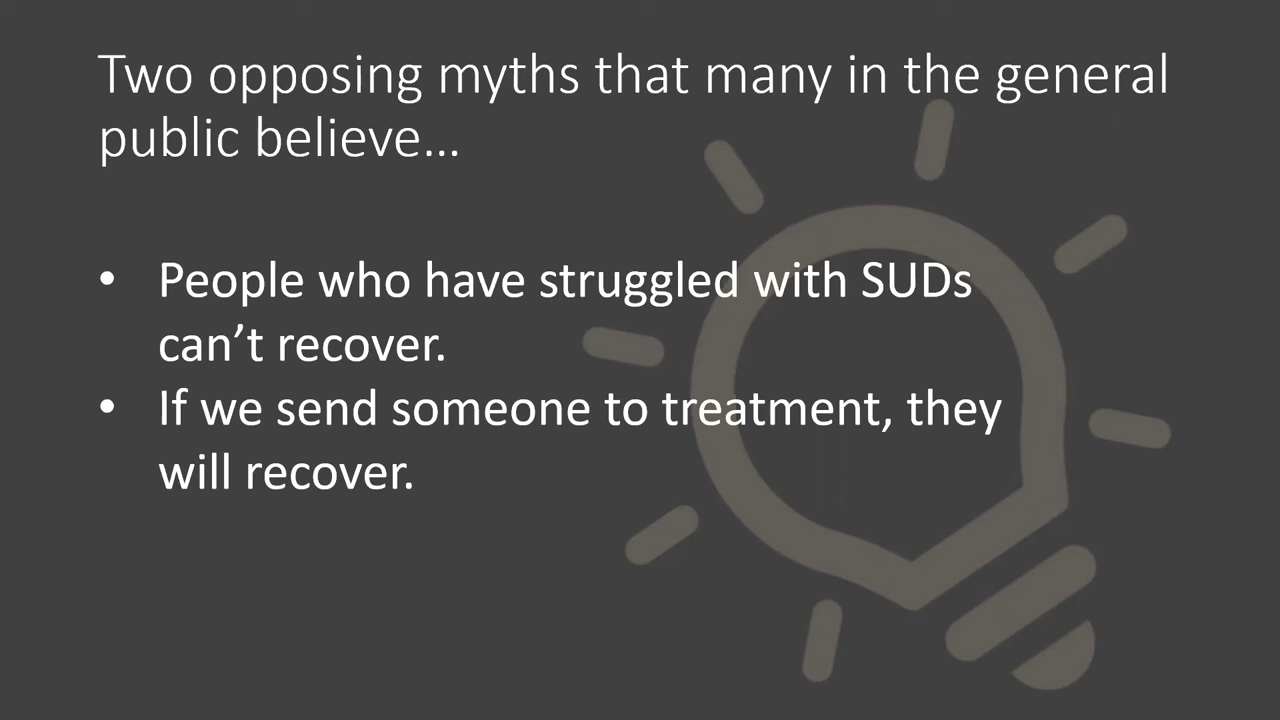 Two opposing myths that many in the general
public believe…
• People who have struggled with SUDs
can’t recover.
• If we send someone to treatment, they
will recover.